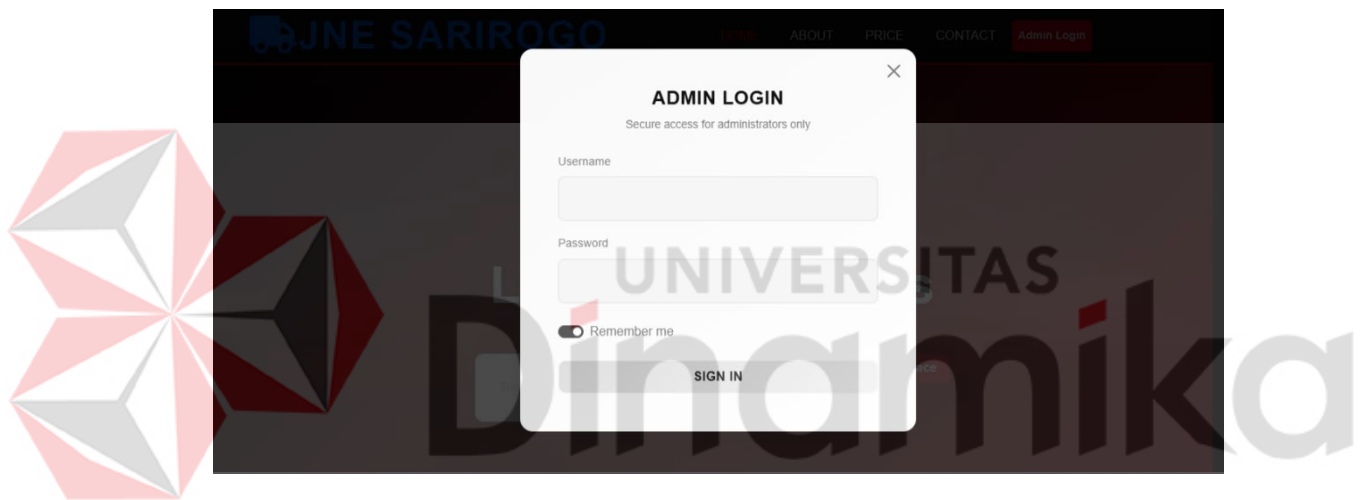 JNE SARIROGO
HOME ABOUT PRICE CONTACT Admin Login
ADMIN LOGIN
Secure access for administrators only
Username
Password
Remember me
SIGN IN
UNIVERSITAS
Dinamika